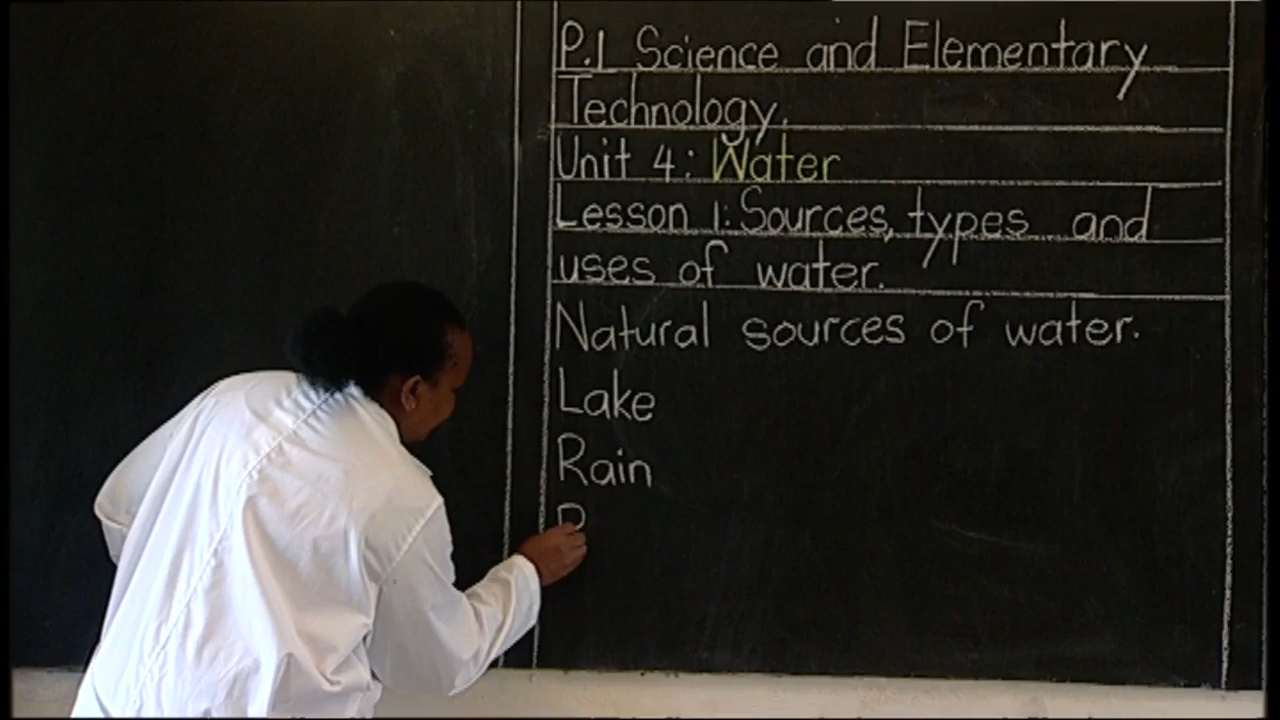 P.1 Science and Elementary
Technology.
Unit 4: Water
Lesson 1: Sources, types and
uses of water.
Natural sources of water.
Lake
Rain